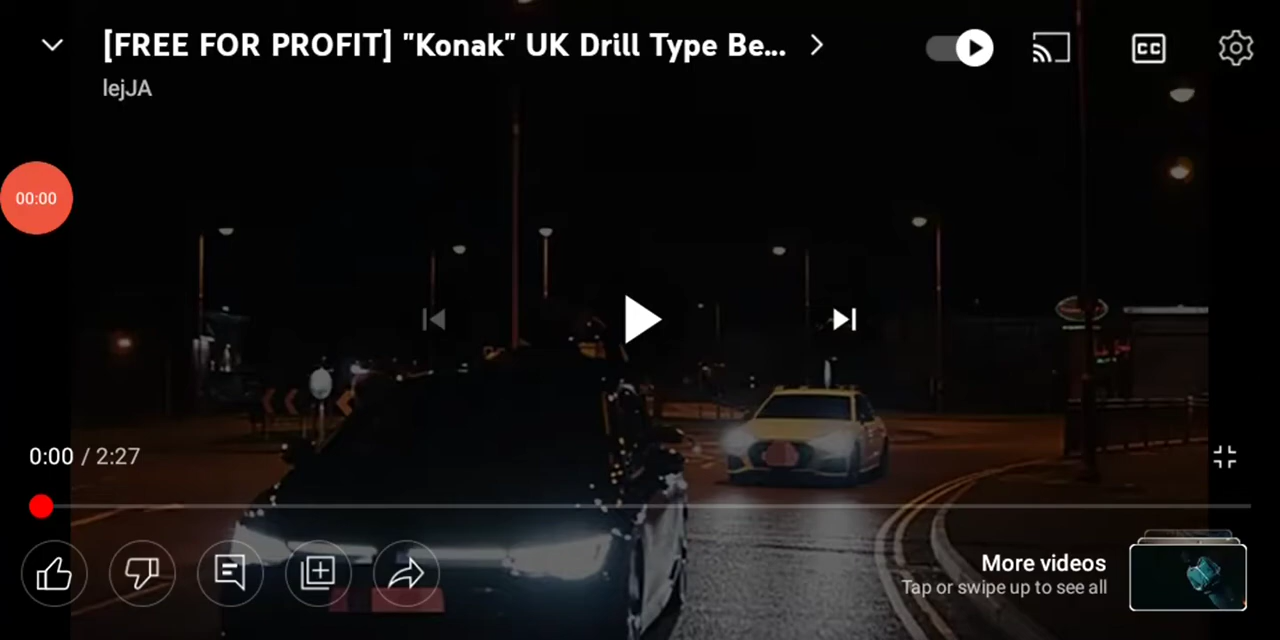 [FREE FOR PROFIT] "Konak" UK Drill Type Be...
lejJA
00:00
0:00 / 2:27
More videos
Tap or swipe up to see all